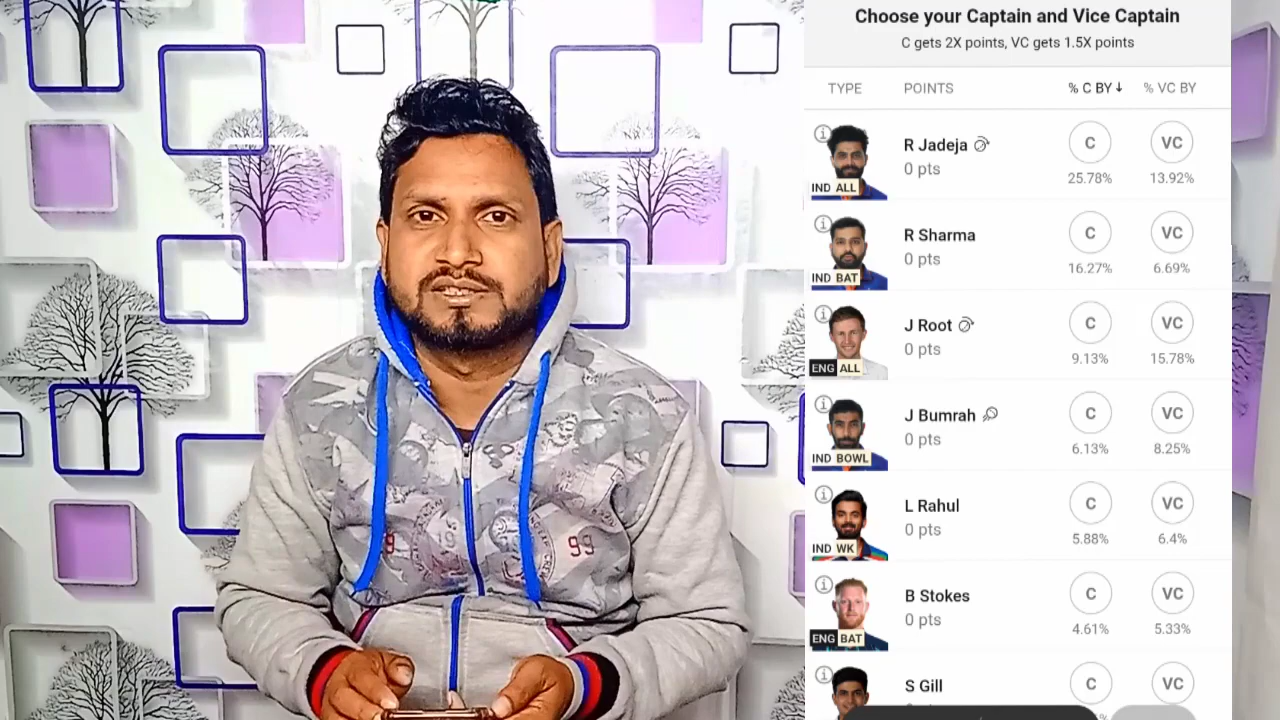 Choose your Captain and Vice Captain
C gets 2X points, VC gets 1.5X points
TYPE POINTS % C BY ↓ % VC BY
R Jadeja C VC
0 pts 25.78% 13.92%
IND ALL
R Sharma C VC
0 pts 16.27% 6.69%
IND BAT
J Root C VC
0 pts 9.13% 15.78%
ENG ALL
J Bumrah C VC
0 pts 6.13% 8.25%
IND BOWL
L Rahul C VC
0 pts 5.88% 6.4%
IND WK
B Stokes C VC
0 pts 4.61% 5.33%
ENG BAT
S Gill C VC
99